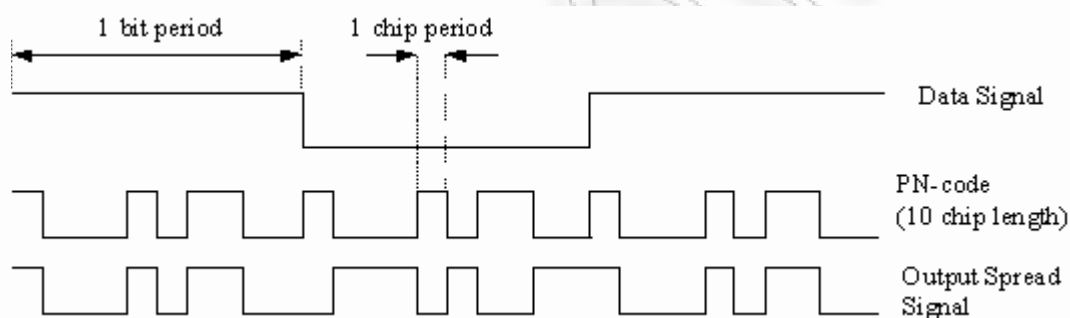 1 bit period
1 chip period
Data Signal
PN-code
(10 chip length)
Output Spread
Signal